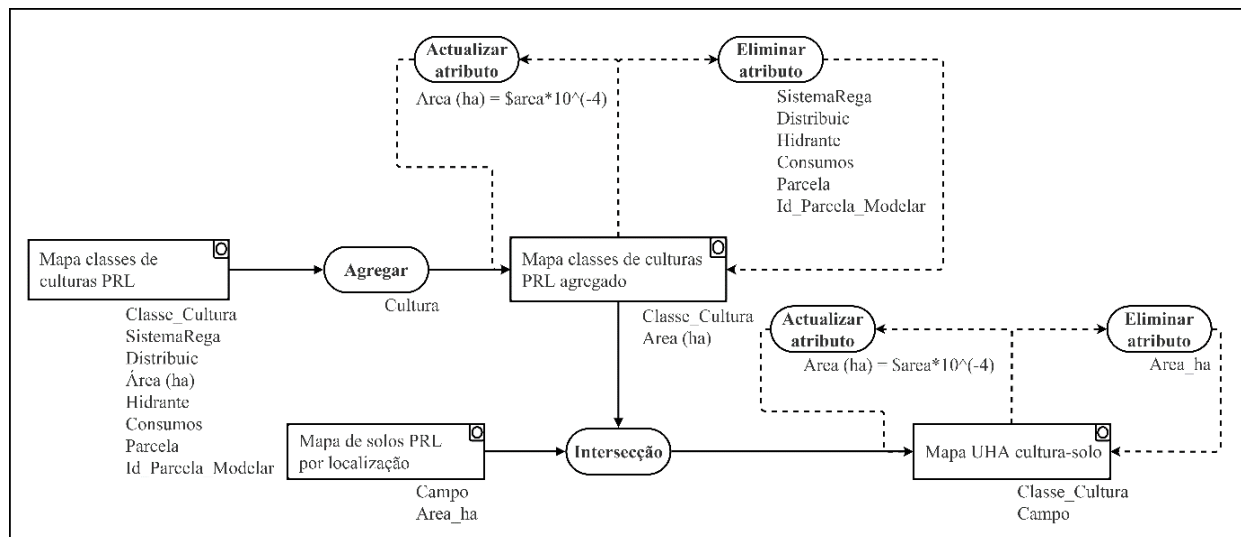 Actualizar
atributo
Area (ha) = $area*10^(-4)
Eliminar
atributo
SistemaRega
Distribuic
Hidrante
Consumos
Parcela
Id_Parcela_Modelar
Mapa classes de
culturas PRL
Classe_Cultura
SistemaRega
Distribuic
Área (ha)
Hidrante
Consumos
Parcela
Id_Parcela_Modelar
Agregar
Cultura
Mapa classes de culturas
PRL agregado
Classe_Cultura
Area (ha)
Actualizar
atributo
Area (ha) = $area*10^(-4)
Eliminar
atributo
Area_ha
Mapa de solos PRL
por localização
Campo
Area_ha
Intersecção
Mapa UHA cultura-solo
Classe_Cultura
Campo